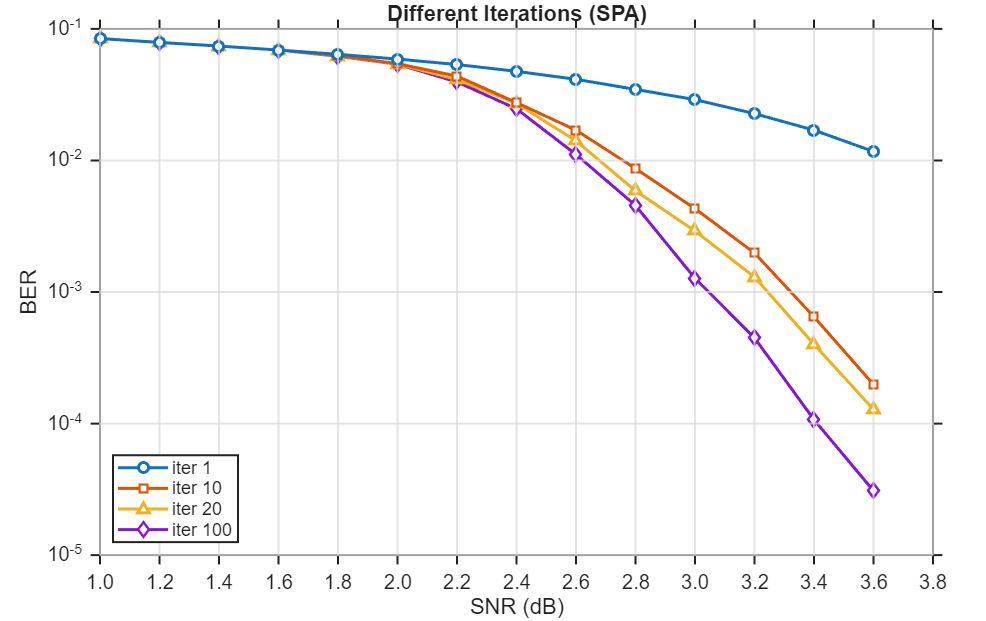 Different Iterations (SPA)
10-1
10-2
10-3
10-4
10-5
BER
iter 1
iter 10
iter 20
iter 100
1.0 1.2 1.4 1.6 1.8 2.0 2.2 2.4 2.6 2.8 3.0 3.2 3.4 3.6 3.8
SNR (dB)